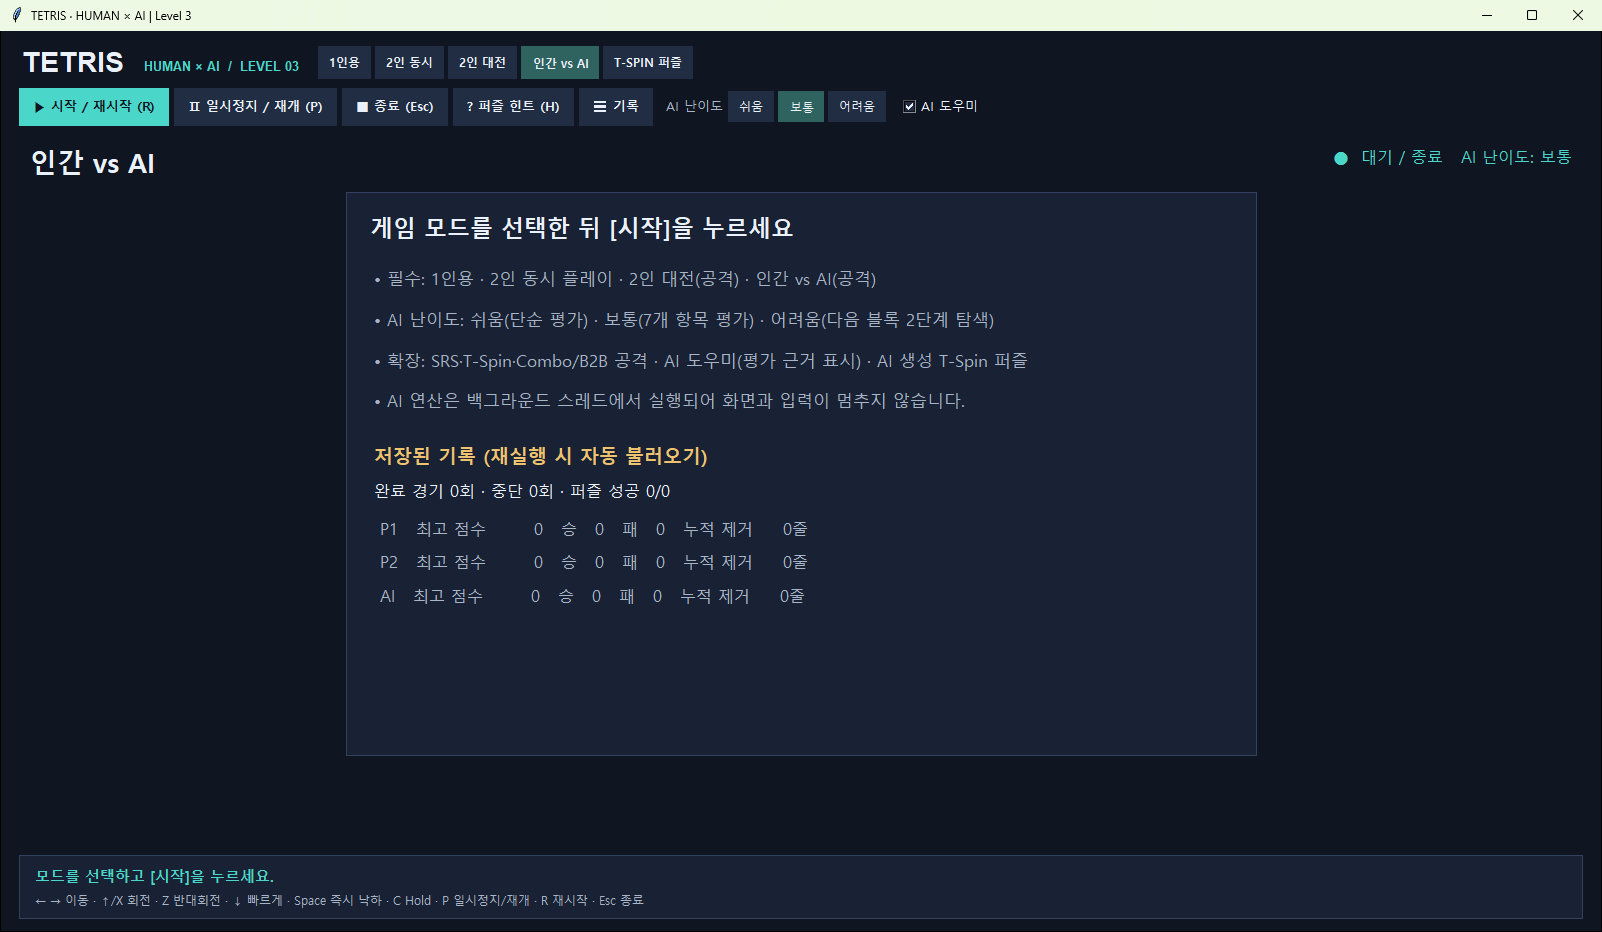 TETRIS · HUMAN × AI | Level 3
TETRIS HUMAN × AI / LEVEL 03 1인용 2인 동시 2인 대전 인간 vs AI T-SPIN 퍼즐
▶ 시작 / 재시작 (R) Ⅱ 일시정지 / 재개 (P) ■ 종료 (Esc) ? 퍼즐 힌트 (H) ☰ 기록 AI 난이도 쉬움 보통 어려움 AI 도우미
인간 vs AI ● 대기 / 종료 AI 난이도: 보통
게임 모드를 선택한 뒤 [시작]을 누르세요
• 필수: 1인용 · 2인 동시 플레이 · 2인 대전(공격) · 인간 vs AI(공격)
• AI 난이도: 쉬움(단순 평가) · 보통(7개 항목 평가) · 어려움(다음 블록 2단계 탐색)
• 확장: SRS·T-Spin·Combo/B2B 공격 · AI 도우미(평가 근거 표시) · AI 생성 T-Spin 퍼즐
• AI 연산은 백그라운드 스레드에서 실행되어 화면과 입력이 멈추지 않습니다.
저장된 기록 (재실행 시 자동 불러오기)
완료 경기 0회 · 중단 0회 · 퍼즐 성공 0/0
P1 최고 점수 0 승 0 패 0 누적 제거 0줄
P2 최고 점수 0 승 0 패 0 누적 제거 0줄
AI 최고 점수 0 승 0 패 0 누적 제거 0줄
모드를 선택하고 [시작]을 누르세요.
← → 이동 · ↑/X 회전 · Z 반대회전 · ↓ 빠르게 · Space 즉시 낙하 · C Hold · P 일시정지/재개 · R 재시작 · Esc 종료